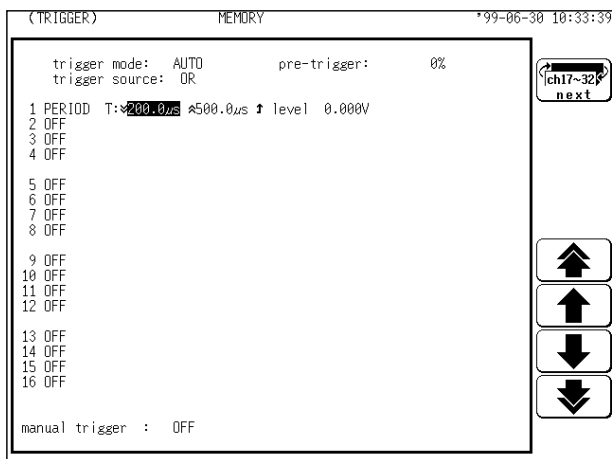 (TRIGGER) MEMORY '99-06-30 10:33:39
trigger mode: AUTO pre-trigger: 0%
trigger source: OR
ch17~32
next
1 PERIOD T:⯯200.0µs ⯭500.0µs ↑ level 0.000V
2 OFF
3 OFF
4 OFF
5 OFF
6 OFF
7 OFF
8 OFF
9 OFF
10 OFF
11 OFF
12 OFF
13 OFF
14 OFF
15 OFF
16 OFF
manual trigger : OFF